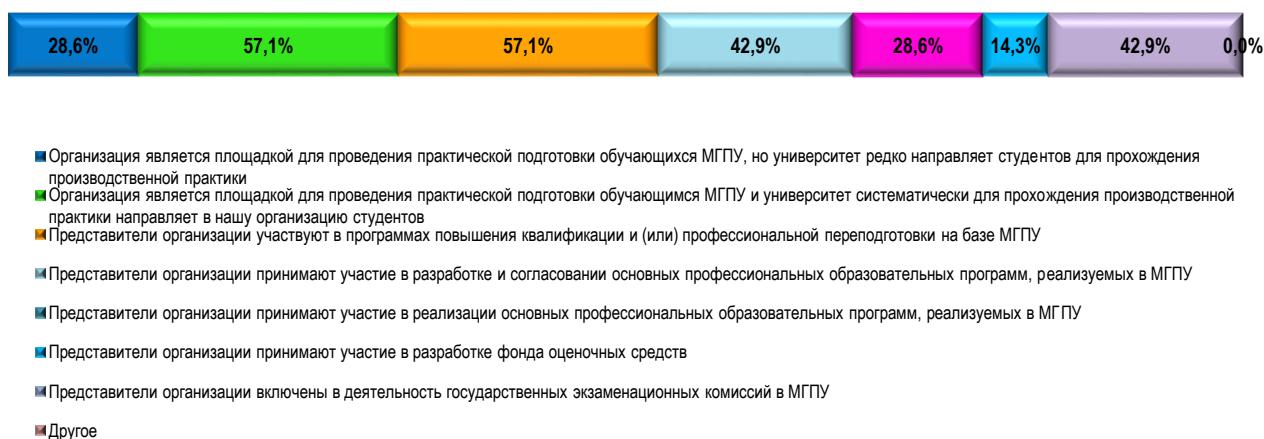 28,6% 57,1% 57,1% 42,9% 28,6% 14,3% 42,9% 0,0%
Организация является площадкой для проведения практической подготовки обучающихся МГПУ, но университет редко направляет студентов для прохождения
производственной практики
Организация является площадкой для проведения практической подготовки обучающимся МГПУ и университет систематически для прохождения производственной
практики направляет в нашу организацию студентов
Представители организации участвуют в программах повышения квалификации и (или) профессиональной переподготовки на базе МГПУ
Представители организации принимают участие в разработке и согласовании основных профессиональных образовательных программ, реализуемых в МГПУ
Представители организации принимают участие в реализации основных профессиональных образовательных программ, реализуемых в МГПУ
Представители организации принимают участие в разработке фонда оценочных средств
Представители организации включены в деятельность государственных экзаменационных комиссий в МГПУ
Другое